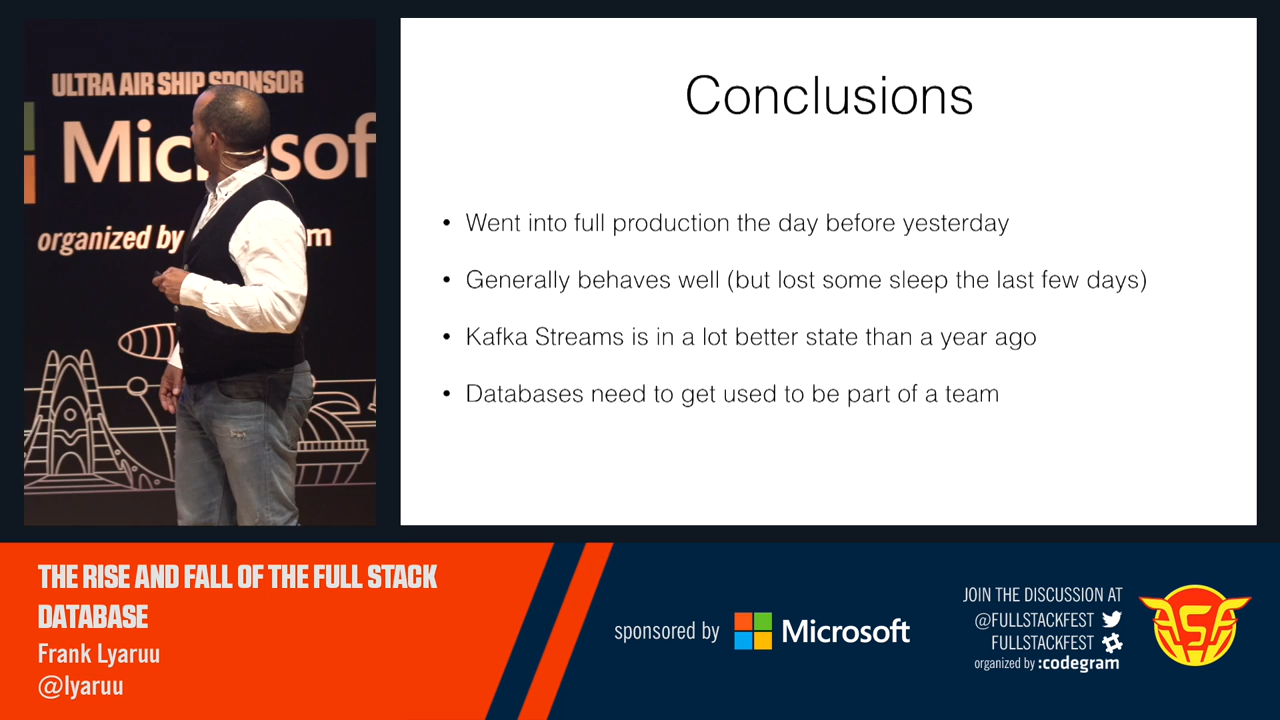 ULTRA AIR SHIP SPONSOR
organized by
Conclusions
• Went into full production the day before yesterday
• Generally behaves well (but lost some sleep the last few days)
• Kafka Streams is in a lot better state than a year ago
• Databases need to get used to be part of a team
THE RISE AND FALL OF THE FULL STACK
DATABASE
Frank Lyaruu
@lyaruu
sponsored by Microsoft
JOIN THE DISCUSSION AT
@FULLSTACKFEST
FULLSTACKFEST
organized by :codegram
FSF